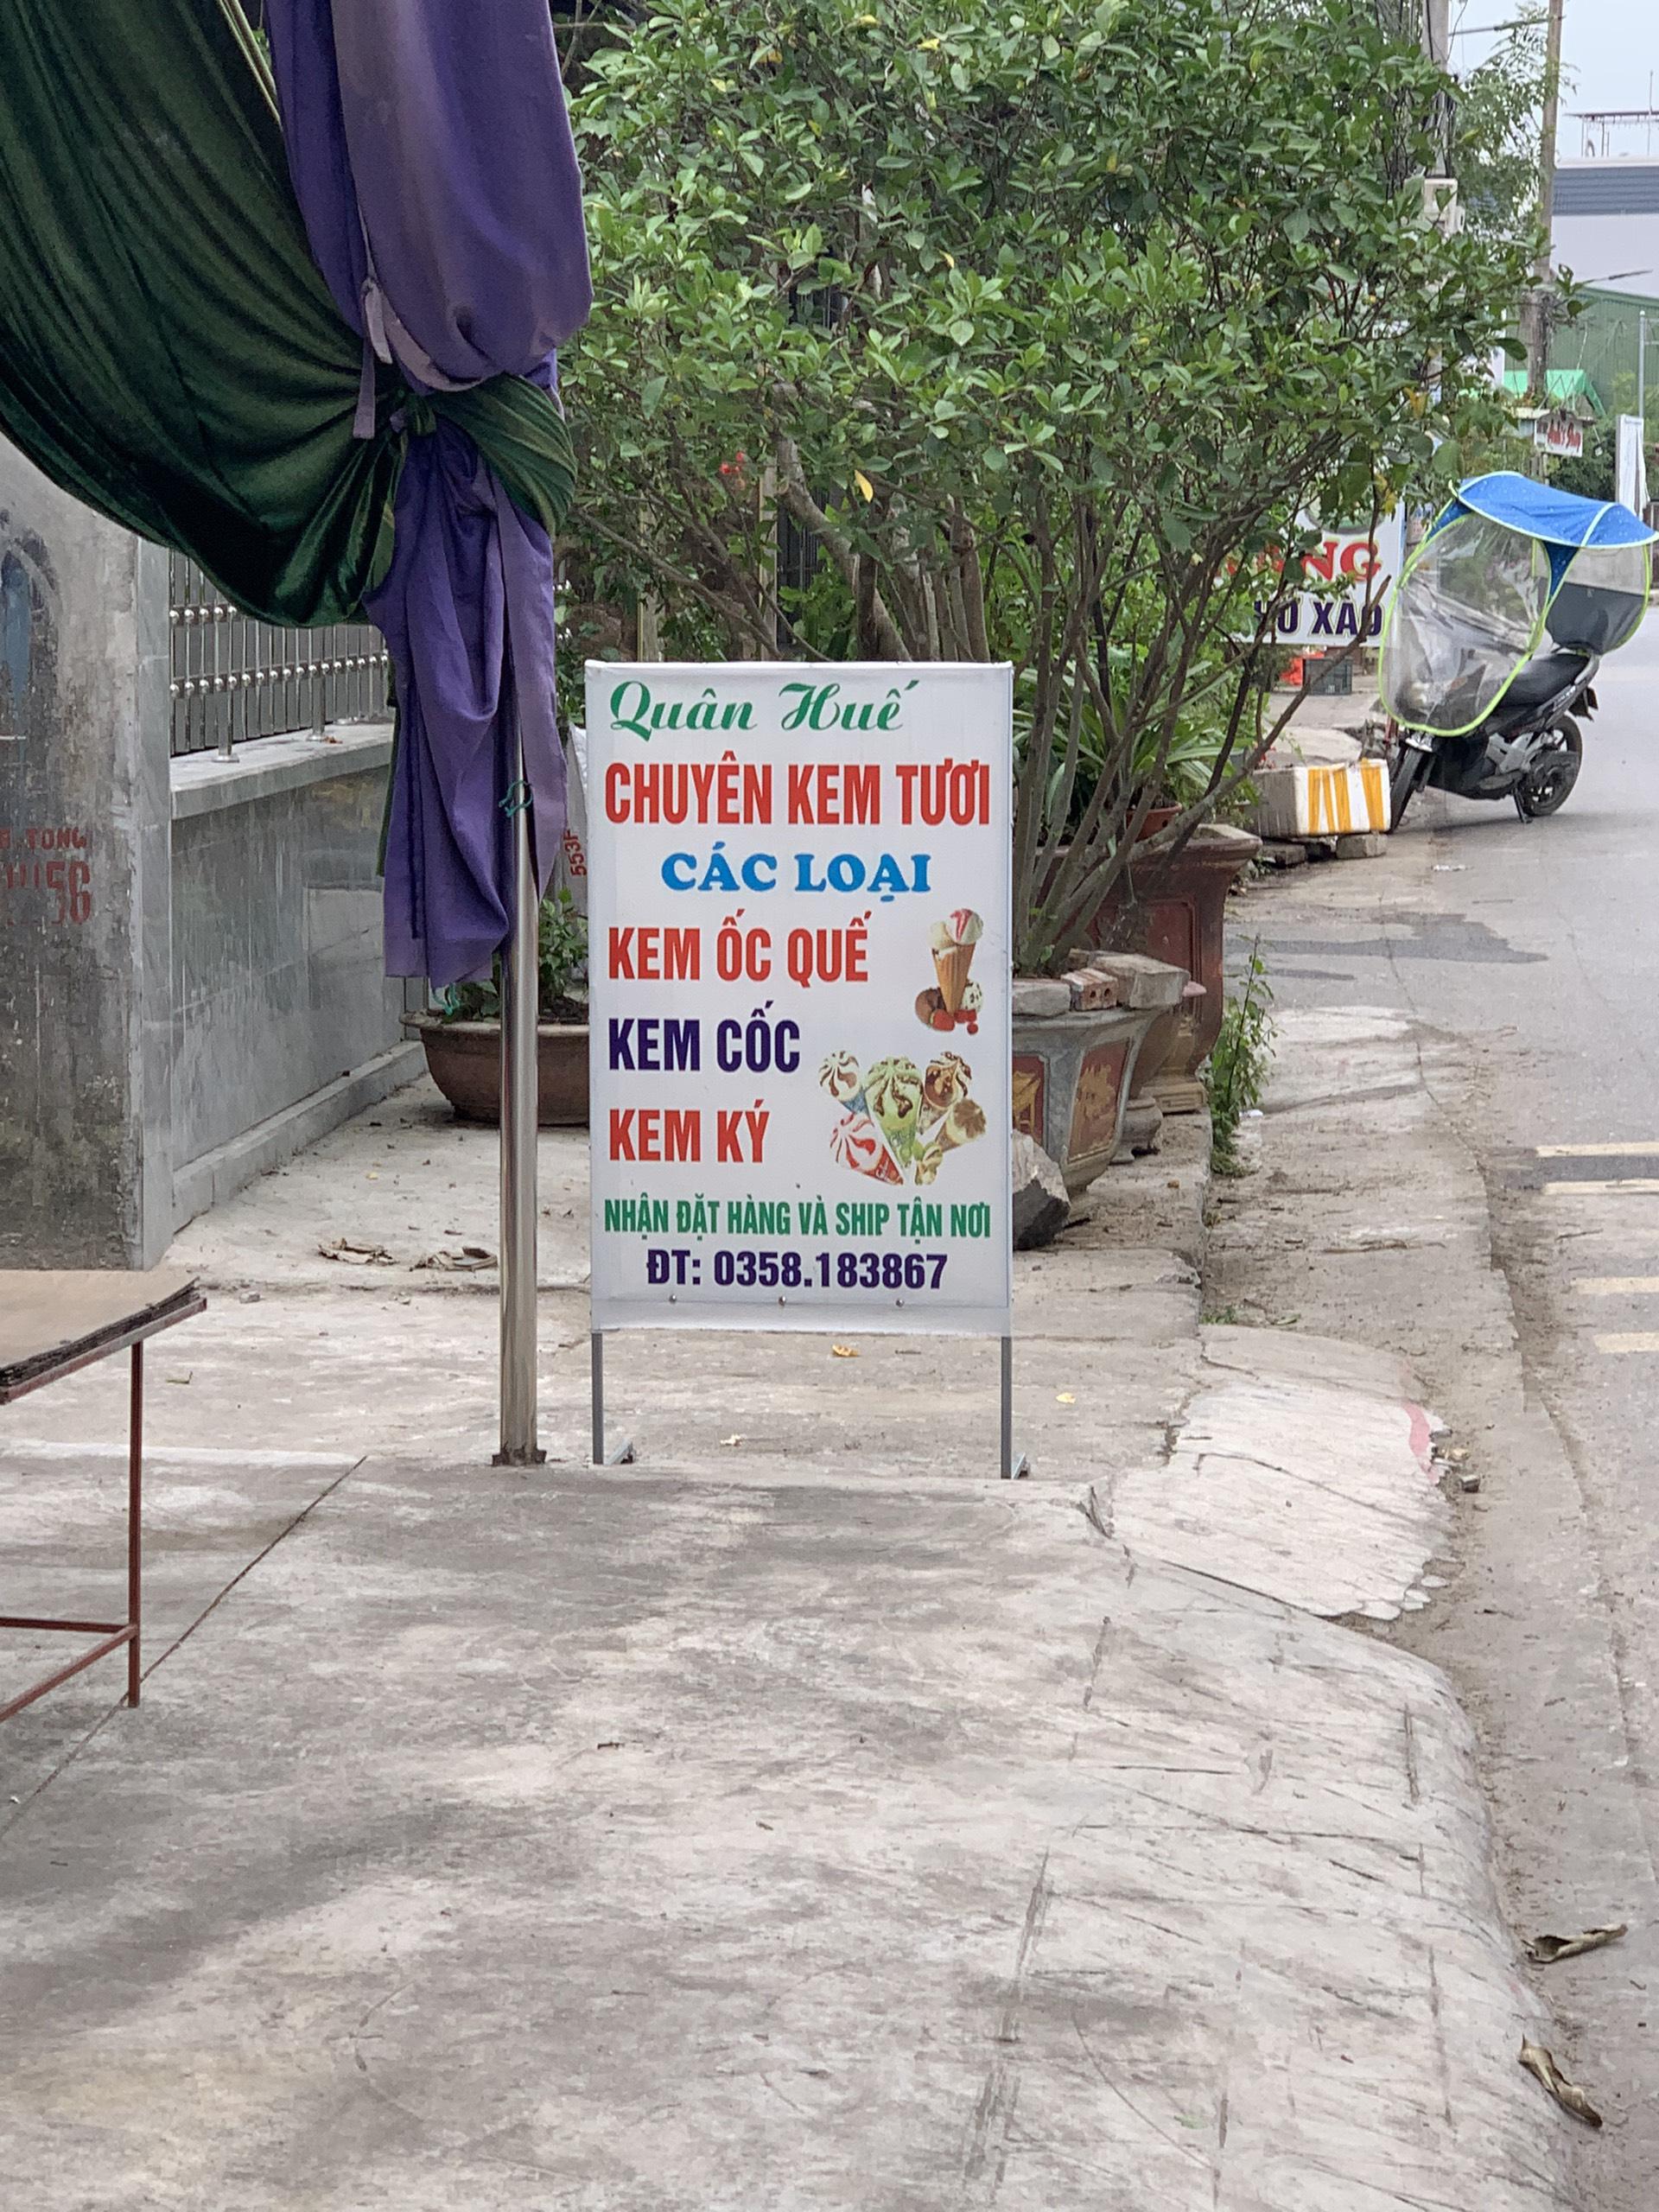 Quân Huế
CHUYÊN KEM TƯƠI
CÁC LOẠI
KEM ỐC QUẾ
KEM CỐC
KEM KÝ
NHẬN ĐẶT HÀNG VÀ SHIP TẬN NƠI
ĐT: 0358.183867
XÀO